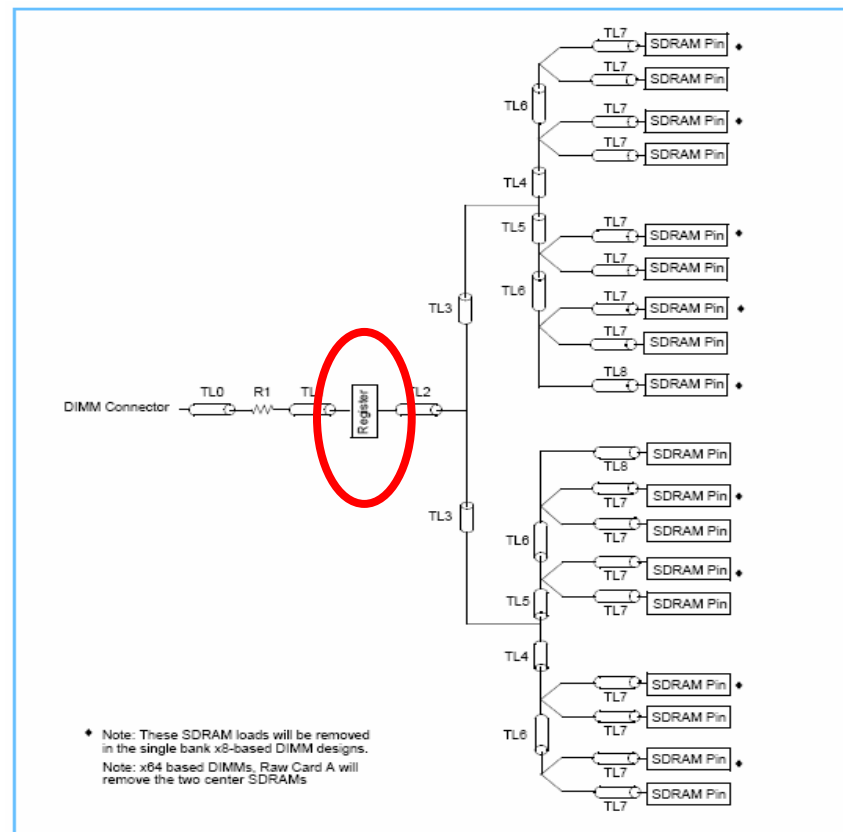 TL7
SDRAM Pin ♦
TL7
SDRAM Pin
TL6
TL7
SDRAM Pin ♦
TL7
SDRAM Pin
TL4
TL5
TL7
SDRAM Pin ♦
TL7
SDRAM Pin
TL6
TL7
SDRAM Pin ♦
TL3
TL7
SDRAM Pin
TL8
SDRAM Pin ♦
DIMM Connector
TL0
R1
Register
TL2
SDRAM Pin
TL8
SDRAM Pin ♦
TL7
TL3
SDRAM Pin
TL7
TL6
SDRAM Pin ♦
TL7
TL5
SDRAM Pin
TL7
TL4
SDRAM Pin ♦
TL7
SDRAM Pin
TL7
TL6
SDRAM Pin ♦
TL7
SDRAM Pin
TL7
♦ Note: These SDRAM loads will be removed
in the single bank x8-based DIMM designs.
Note: x64 based DIMMs, Raw Card A will
remove the two center SDRAMs